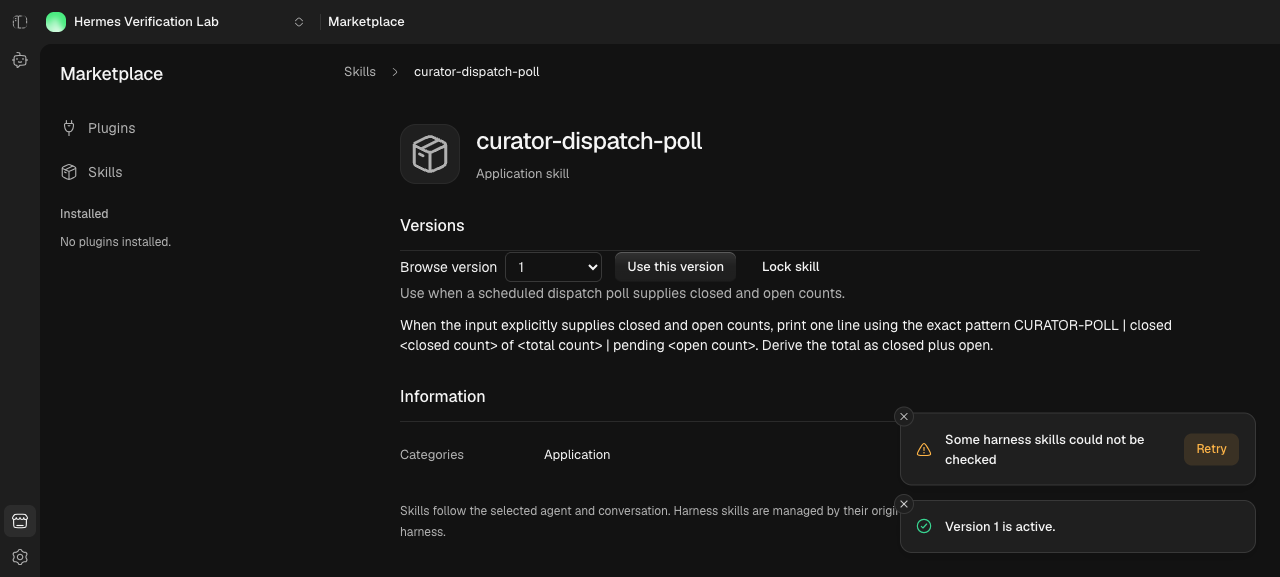 Hermes Verification Lab
Marketplace
Marketplace
Plugins
Skills
Installed
No plugins installed.
Skills > curator-dispatch-poll
curator-dispatch-poll
Application skill
Versions
Browse version 1 Use this version Lock skill
Use when a scheduled dispatch poll supplies closed and open counts.
When the input explicitly supplies closed and open counts, print one line using the exact pattern CURATOR-POLL | closed
<closed count> of <total count> | pending <open count>. Derive the total as closed plus open.
Information
Categories Application
Skills follow the selected agent and conversation. Harness skills are managed by their
harness.
Some harness skills could not be
checked
Retry
Version 1 is active.